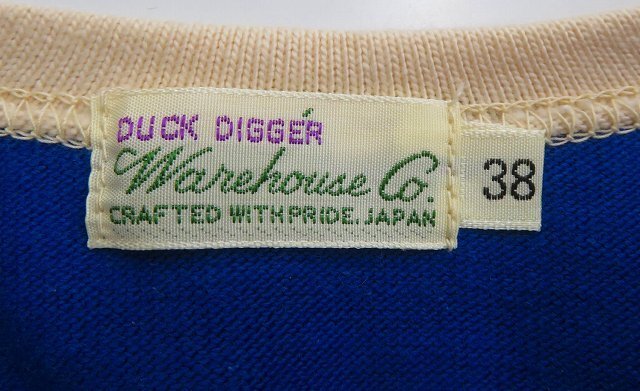 DUCK DIGGER
Warehouse Co.
CRAFTED WITH PRIDE. JAPAN
38